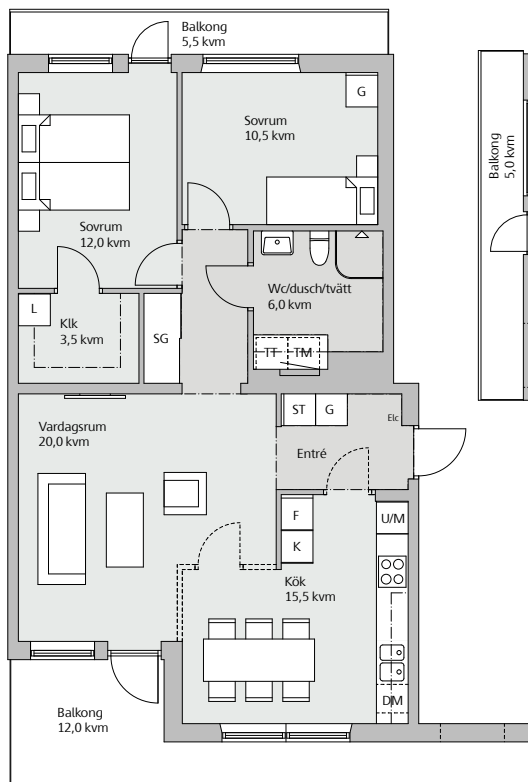 Balkong
5,5 kvm
G
Sovrum
10,5 kvm
Balkong
5,0 kvm
Sovrum
12,0 kvm
Wc/dusch/tvätt
6,0 kvm
L
Klk
3,5 kvm
SG
TT
TM
Vardagsrum
20,0 kvm
ST
G
Elc
Entré
F
K
U/M
Kök
15,5 kvm
DM
Balkong
12,0 kvm